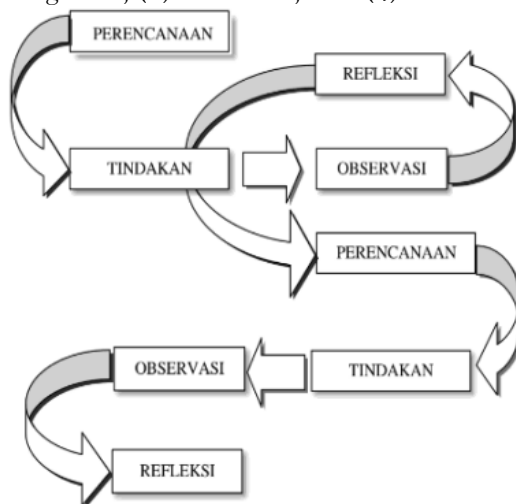 PERENCANAAN
REFLEKSI
TINDAKAN
OBSERVASI
PERENCANAAN
TINDAKAN
OBSERVASI
REFLEKSI